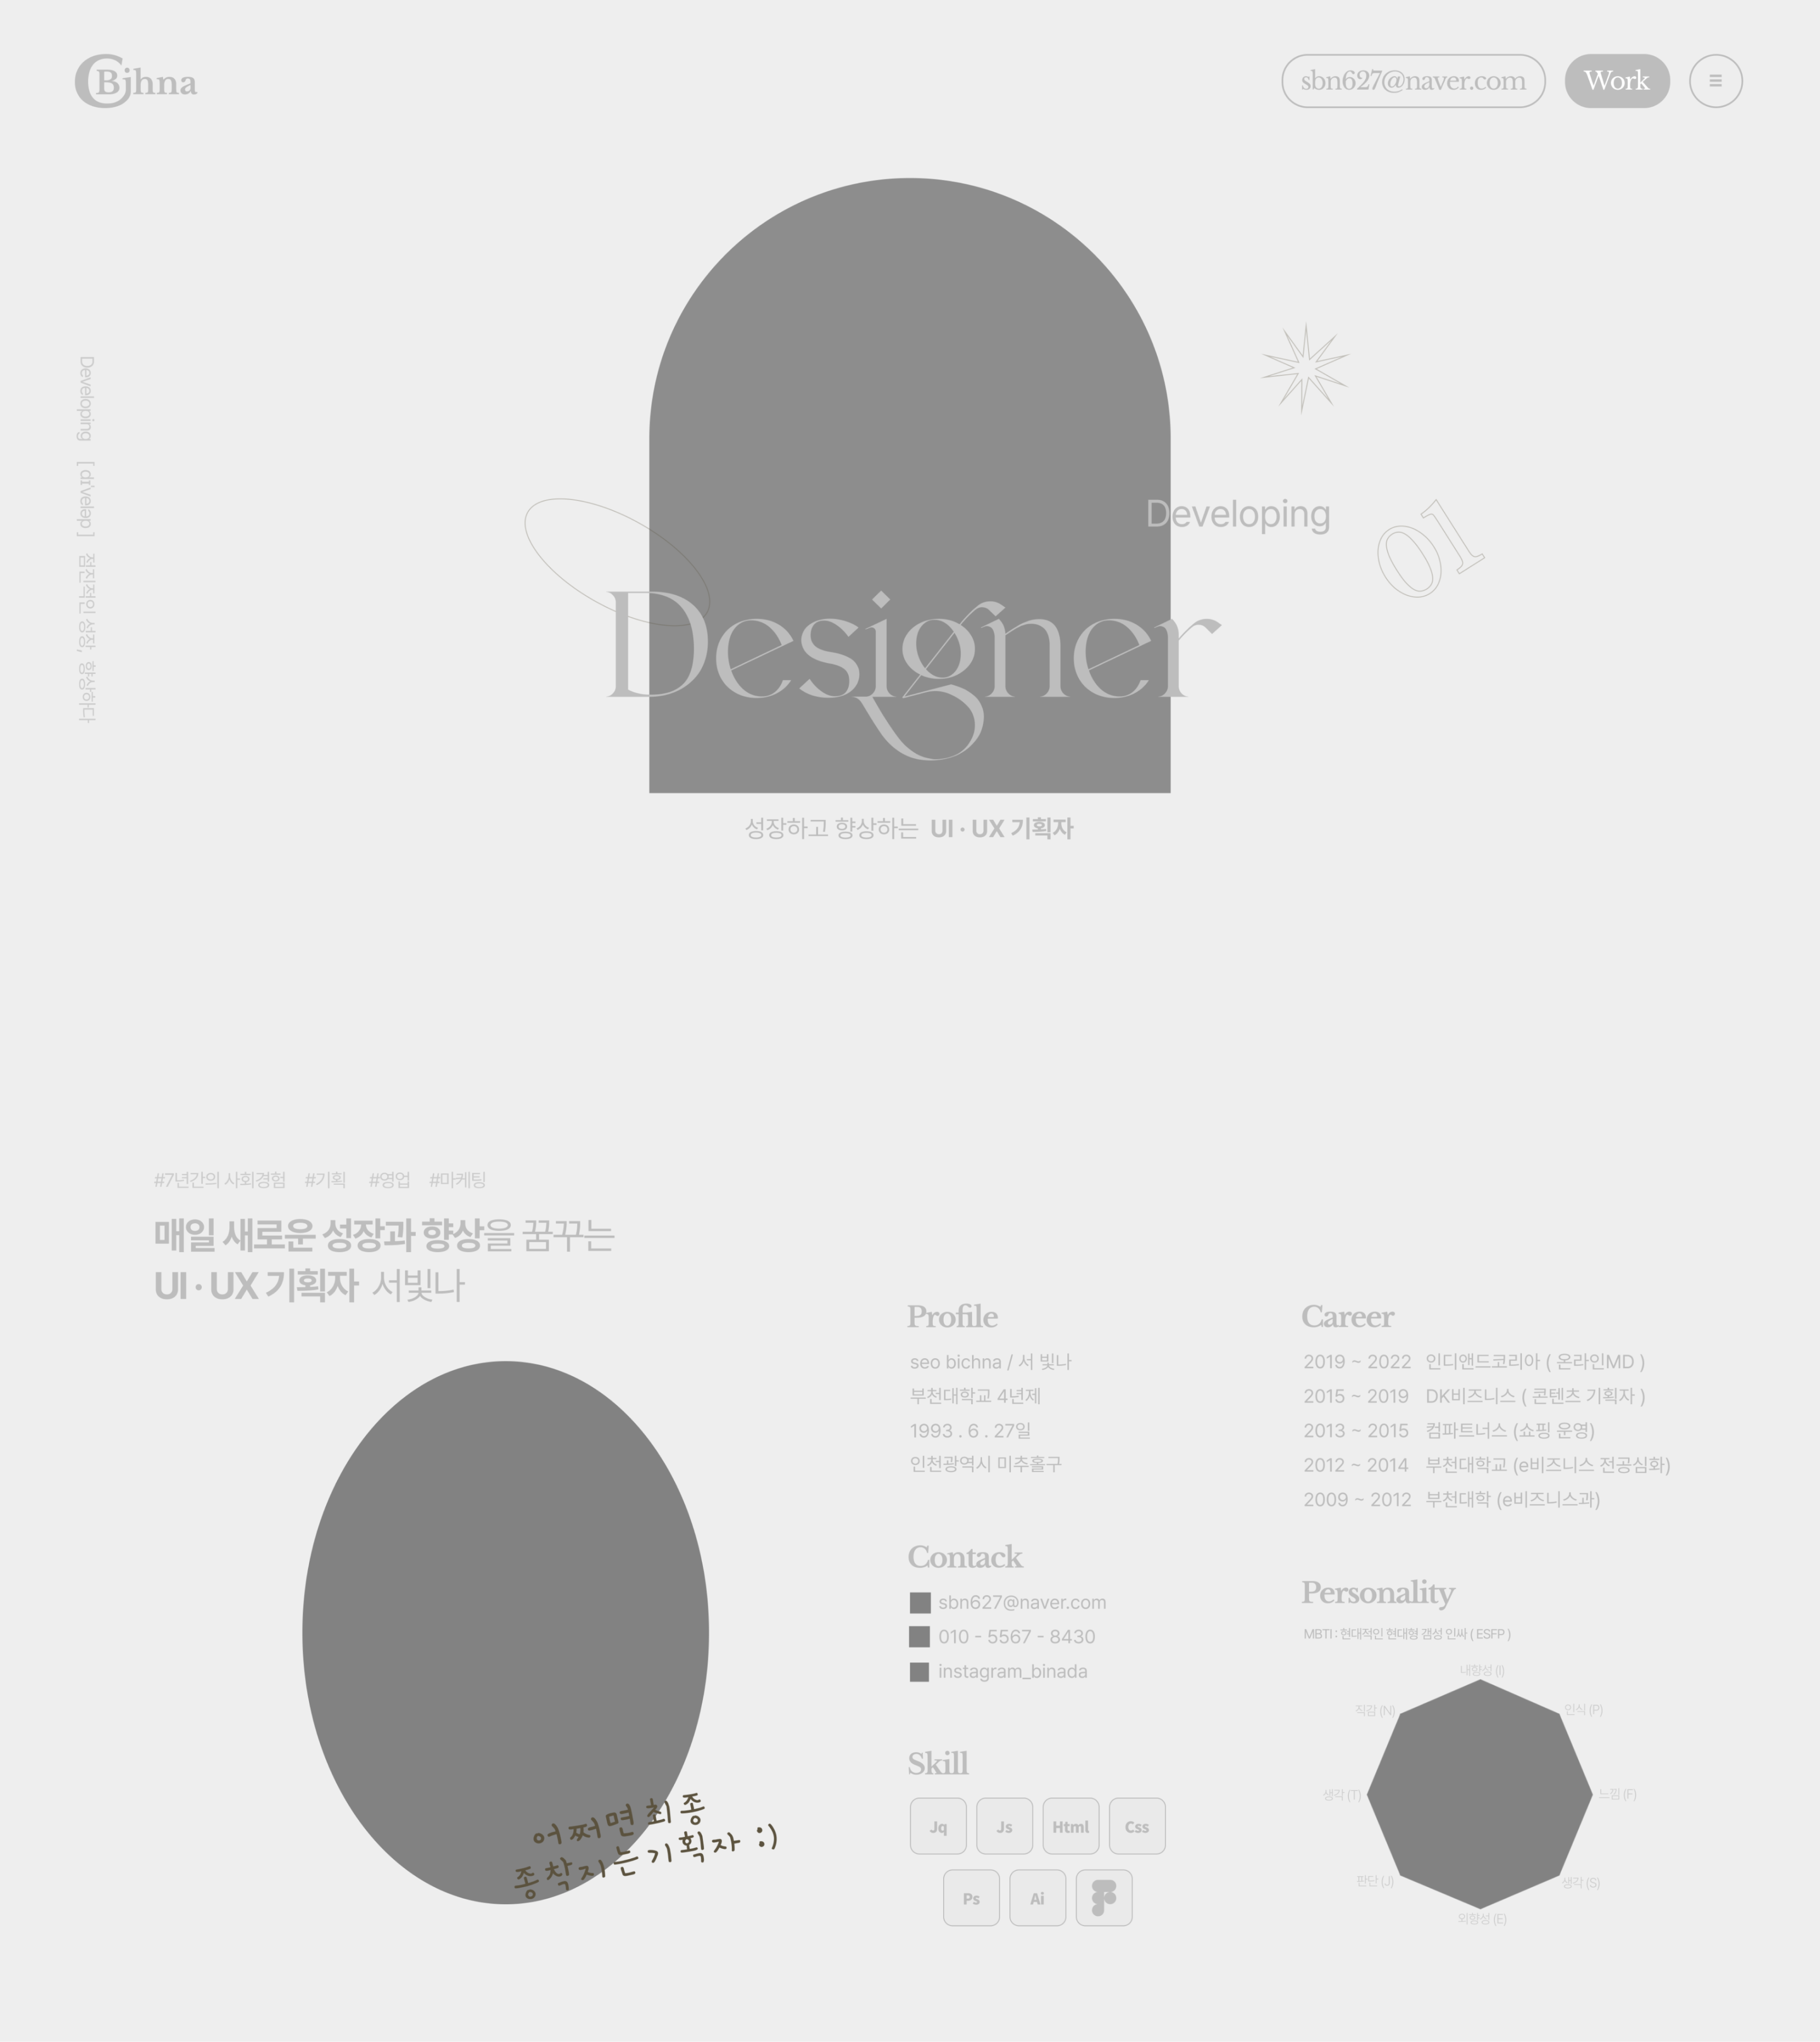 CBihna
sbn627@naver.com
Work
Developing [ dɪˈveləp ] 점진적인 성장, 향상하다
Developing
01
Designer
성장하고 향상하는 UI · UX 기획자
#7년간의 사회경험 #기획 #영업 #마케팅
매일 새로운 성장과 향상을 꿈꾸는
UI · UX 기획자 서빛나
어쩌면 최종
종착지는기획자 :)
Profile
seo bichna / 서 빛나
부천대학교 4년제
1993 . 6 . 27일
인천광역시 미추홀구
Contack
sbn627@naver.com
010 - 5567 - 8430
instagram_binada
Skill
Jq Js Html Css
Ps Ai
Career
2019 ~ 2022 인디앤드코리아 ( 온라인MD )
2015 ~ 2019 DK비즈니스 ( 콘텐츠 기획자 )
2013 ~ 2015 컴파트너스 (쇼핑 운영)
2012 ~ 2014 부천대학교 (e비즈니스 전공심화)
2009 ~ 2012 부천대학 (e비즈니스과)
Personality
MBTI : 현대적인 현대형 갬성 인싸 ( ESFP )
내향성 (I)
직감 (N) 인식 (P)
생각 (T) 느낌 (F)
판단 (J) 생각 (S)
외향성 (E)